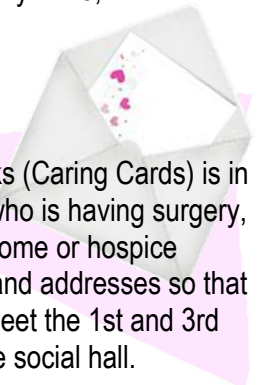 ks (Caring Cards) is in
who is having surgery,
ome or hospice
and addresses so that
eet the 1st and 3rd
e social hall.